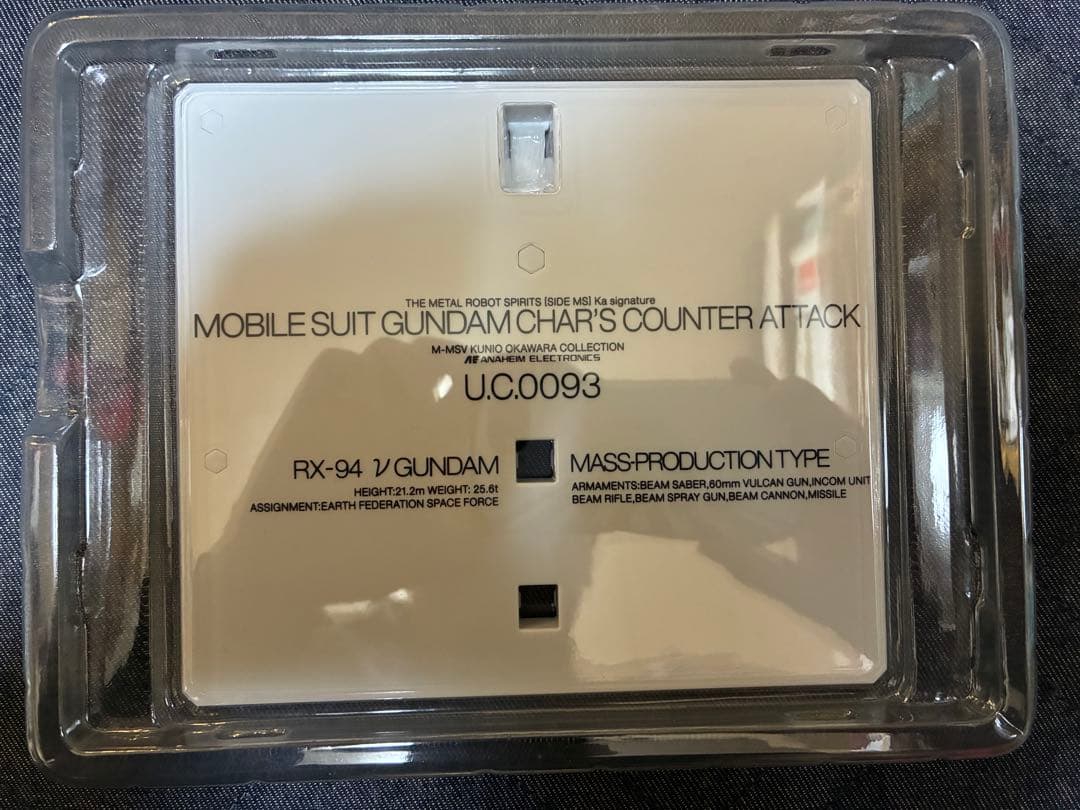 THE METAL ROBOT SPIRITS [SIDE MS] Ka signature
MOBILE SUIT GUNDAM CHAR'S COUNTER ATTACK
M-MSV KUNIO OKAWARA COLLECTION
AE ANAHEIM ELECTRONICS
U.C.0093
RX-94 ν GUNDAM
HEIGHT:21.2m WEIGHT: 25.6t
ASSIGNMENT:EARTH FEDERATION SPACE FORCE
MASS-PRODUCTION TYPE
ARMAMENTS:BEAM SABER,60mm VULCAN GUN,INCOM UNIT
BEAM RIFLE,BEAM SPRAY GUN,BEAM CANNON,MISSILE